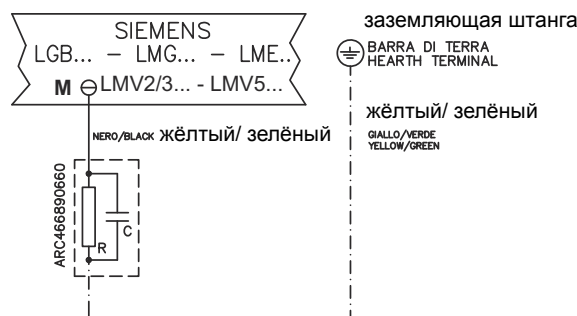 SIEMENS
LGB... – LMG... – LME..
M LMV2/3... - LMV5...
NERO/BLACK жёлтый/ зелёный
ARC466890660
C
R
заземляющая штанга
BARRA DI TERRA
HEARTH TERMINAL
жёлтый/ зелёный
GIALLO/VERDE
YELLOW/GREEN